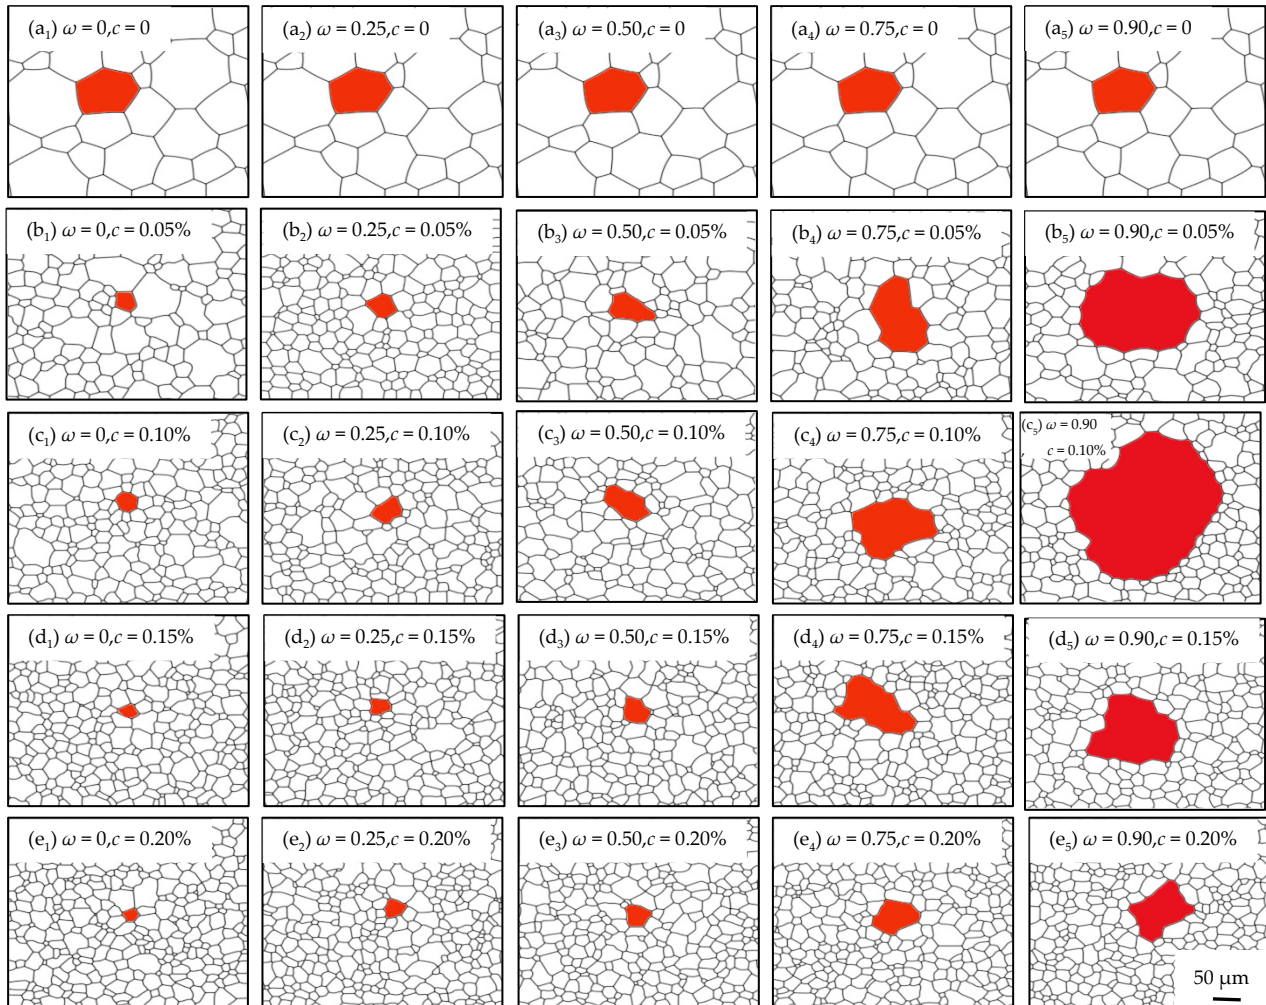 (a₁) ω = 0,c = 0
(a₂) ω = 0.25,c = 0
(a₃) ω = 0.50,c = 0
(a₄) ω = 0.75,c = 0
(a₅) ω = 0.90,c = 0
(b₁) ω = 0,c = 0.05%
(b₂) ω = 0.25,c = 0.05%
(b₃) ω = 0.50,c = 0.05%
(b₄) ω = 0.75,c = 0.05%
(b₅) ω = 0.90,c = 0.05%
(c₁) ω = 0,c = 0.10%
(c₂) ω = 0.25,c = 0.10%
(c₃) ω = 0.50,c = 0.10%
(c₄) ω = 0.75,c = 0.10%
(c₅) ω = 0.90
, c = 0.10%
(d₁) ω = 0,c = 0.15%
(d₂) ω = 0.25,c = 0.15%
(d₃) ω = 0.50,c = 0.15%
(d₄) ω = 0.75,c = 0.15%
(d₅) ω = 0.90,c = 0.15%
(e₁) ω = 0,c = 0.20%
(e₂) ω = 0.25,c = 0.20%
(e₃) ω = 0.50,c = 0.20%
(e₄) ω = 0.75,c = 0.20%
(e₅) ω = 0.90,c = 0.20%
50 μm